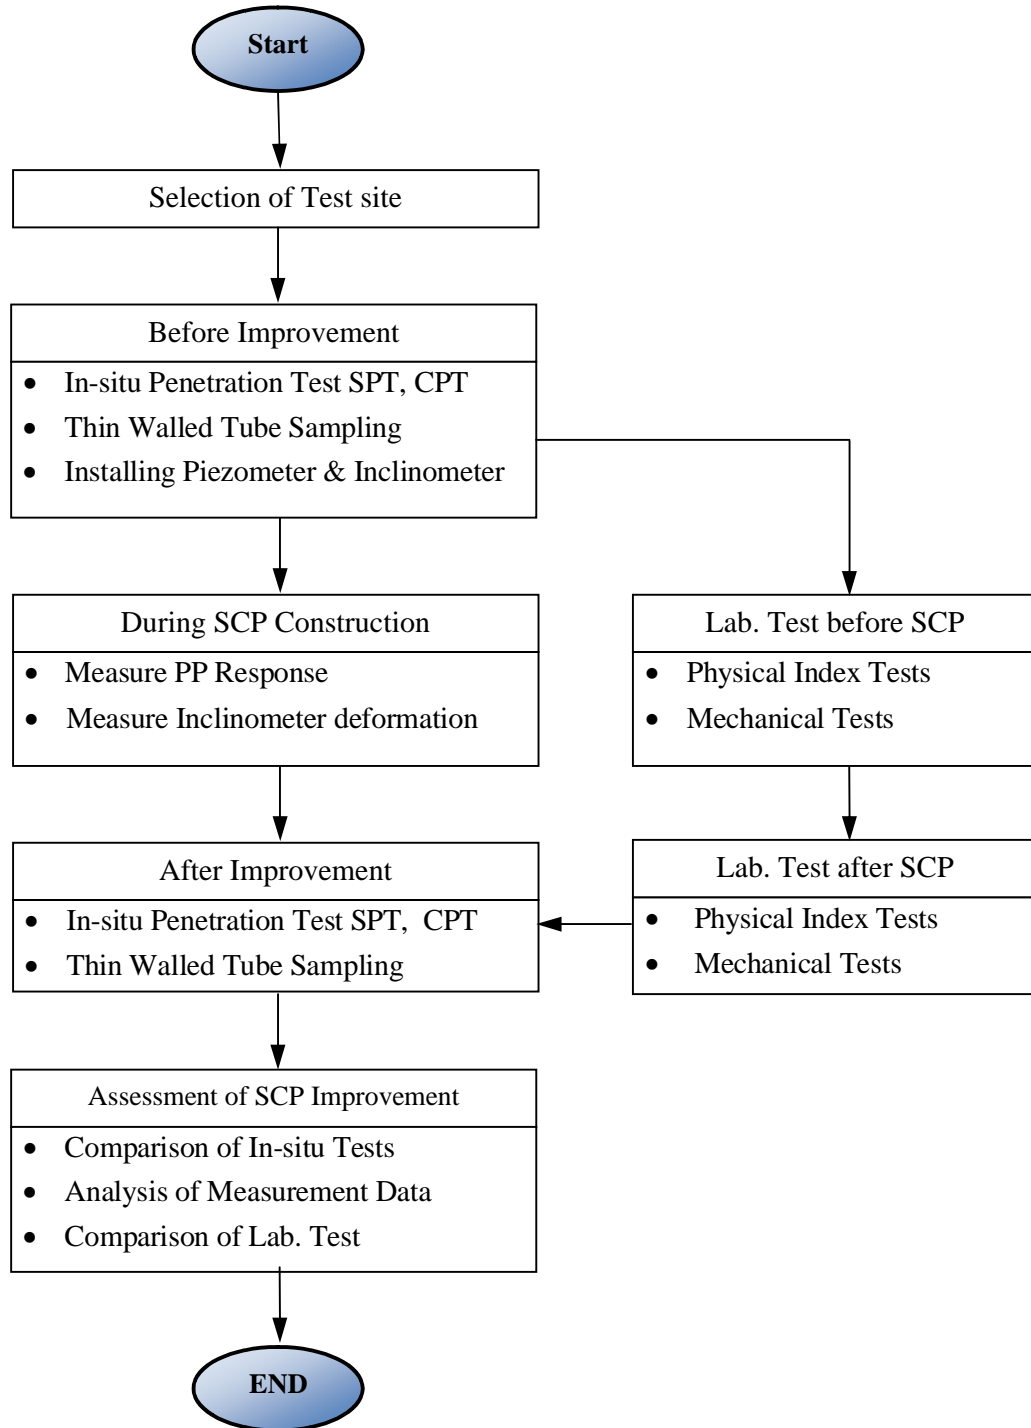 Start
Selection of Test site
Before Improvement
• In-situ Penetration Test SPT, CPT
• Thin Walled Tube Sampling
• Installing Piezometer & Inclinometer
During SCP Construction
• Measure PP Response
• Measure Inclinometer deformation
Lab. Test before SCP
• Physical Index Tests
• Mechanical Tests
After Improvement
• In-situ Penetration Test SPT, CPT
• Thin Walled Tube Sampling
Lab. Test after SCP
• Physical Index Tests
• Mechanical Tests
Assessment of SCP Improvement
• Comparison of In-situ Tests
• Analysis of Measurement Data
• Comparison of Lab. Test
END